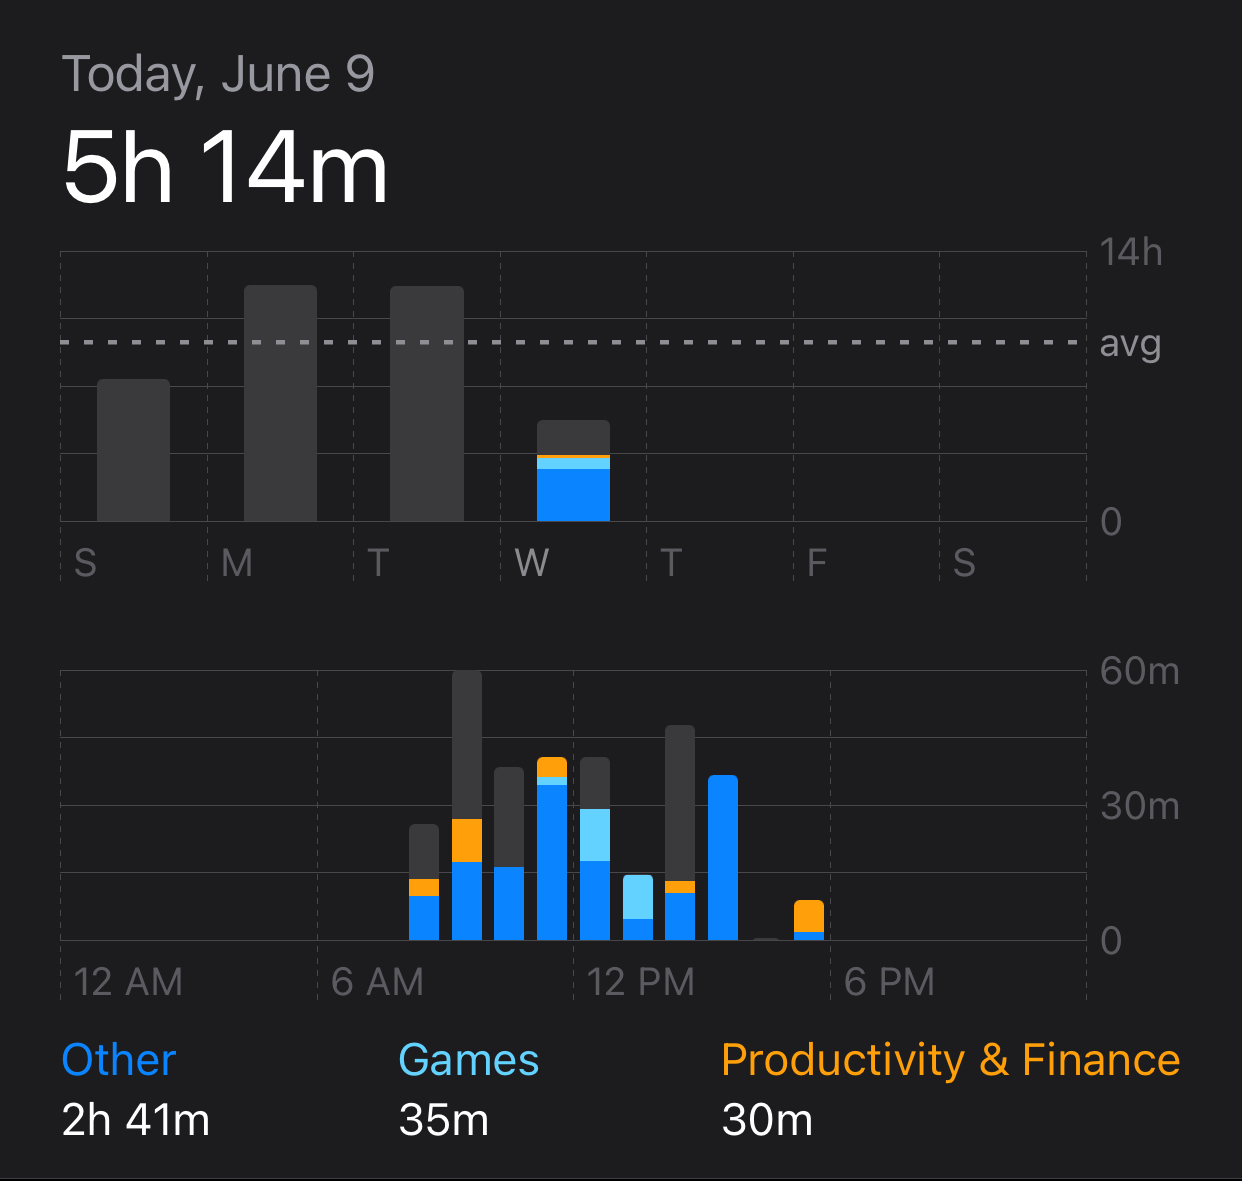 Today, June 9
5h 14m
14h
avg
0
S M T W T F S
60m
30m
0
12 AM 6 AM 12 PM 6 PM
Other Games Productivity & Finance
2h 41m 35m 30m